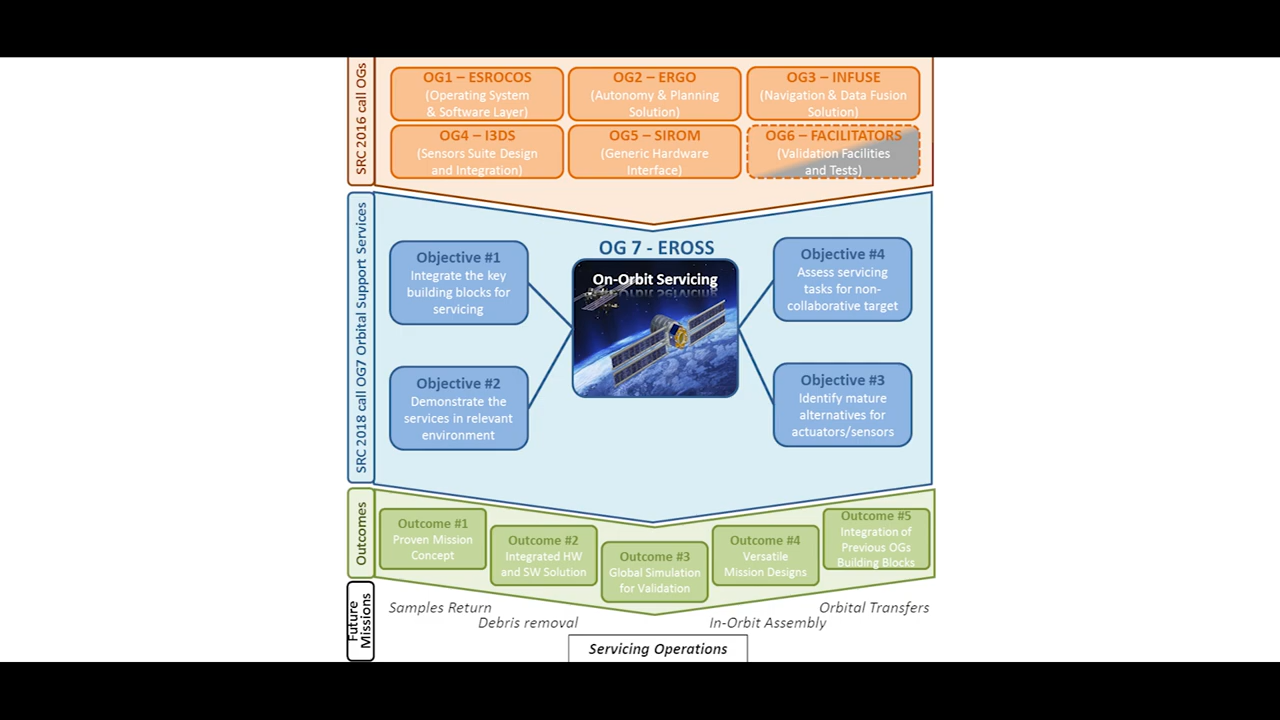 SRC 2016 call OGs
OG1 – ESROCOS
(Operating System
& Software Layer)
OG2 – ERGO
(Autonomy & Planning
Solution)
OG3 – INFUSE
(Navigation & Data Fusion
Solution)
OG4 – I3DS
(Sensors Suite Design
and Integration)
OG5 – SIROM
(Generic Hardware
Interface)
OG6 – FACILITATORS
(Validation Facilities
and Tests)
SRC 2018 call OG7 Orbital Support Services
OG 7 - EROSS
On-Orbit Servicing
Objective #1
Integrate the key
building blocks for
servicing
Objective #2
Demonstrate the
services in relevant
environment
Objective #4
Assess servicing
tasks for non-
collaborative target
Objective #3
Identify mature
alternatives for
actuators/sensors
Outcomes
Outcome #1
Proven Mission
Concept
Outcome #2
Integrated HW
and SW Solution
Outcome #3
Global Simulation
for Validation
Outcome #4
Versatile
Mission Designs
Outcome #5
Integration of
Previous OGs
Building Blocks
Future
Missions
Samples Return
Debris removal
In-Orbit Assembly
Orbital Transfers
Servicing Operations